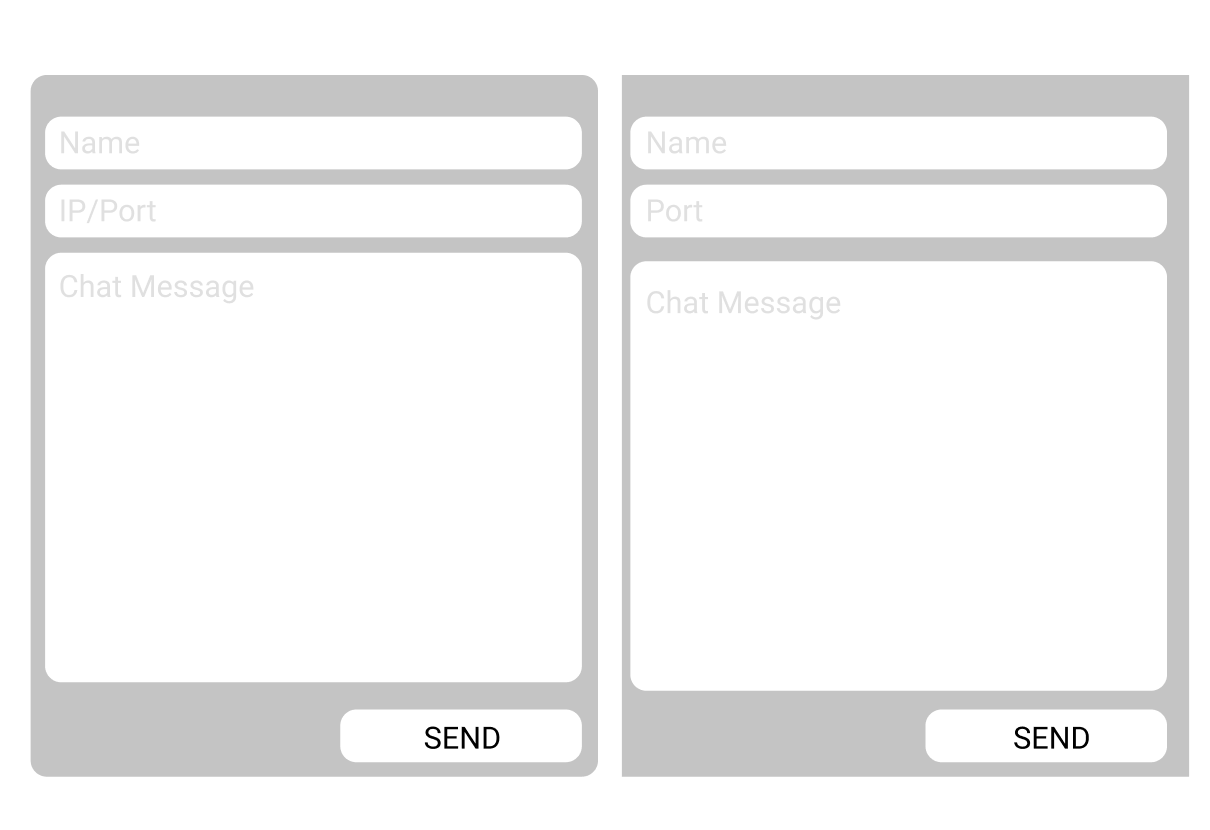 Name
IP/Port
Chat Message
SEND
Name
Port
Chat Message
SEND